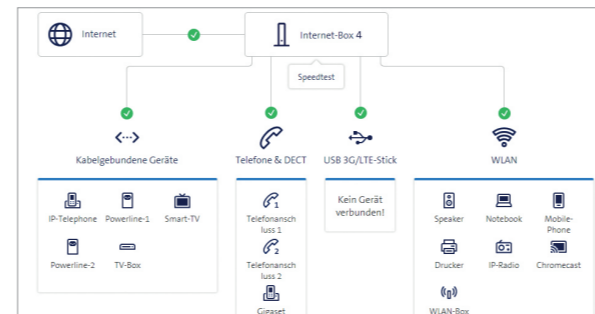 Internet
Internet-Box 4
Speedtest
Kabelgebundene Geräte
Telefone & DECT
USB 3G/LTE-Stick
WLAN
IP-Telephone
Powerline-1
Smart-TV
Powerline-2
TV-Box
1
Telefonansch
luss 1
2
Telefonansch
luss 2
Gigaset
Kein Gerät
verbunden!
Speaker
Notebook
Mobile-
Phone
Drucker
IP-Radio
Chromecast
WLAN-Box